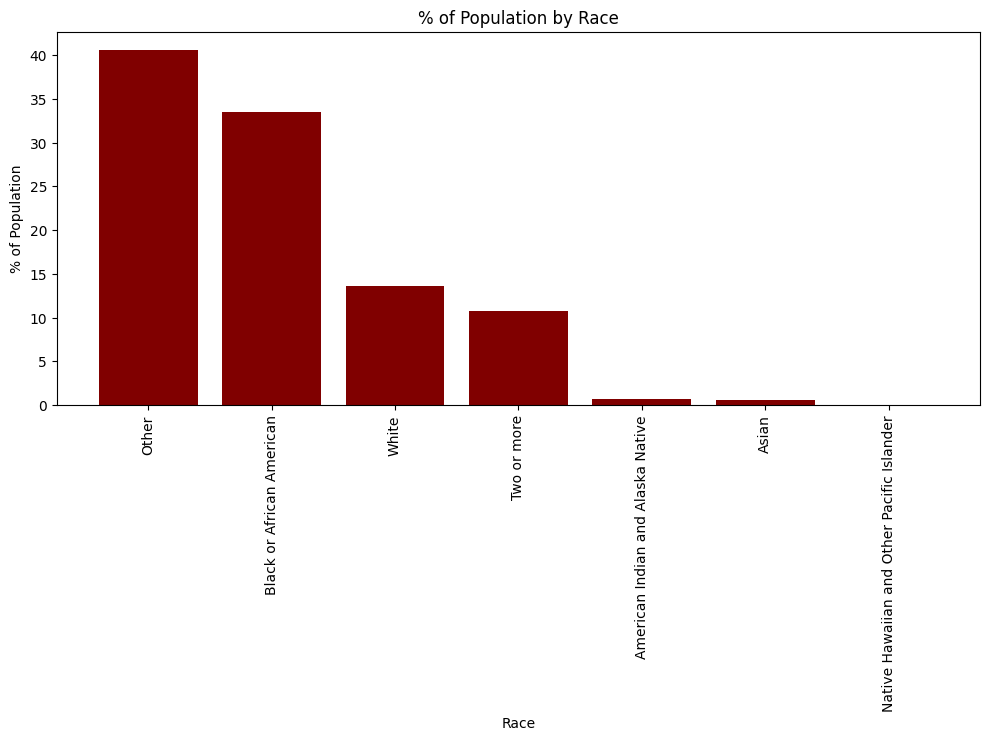 % of Population by Race
% of Population
40
35
30
25
20
15
10
5
0
Other
Black or African American
White
Two or more
American Indian and Alaska Native
Asian
Native Hawaiian and Other Pacific Islander
Race